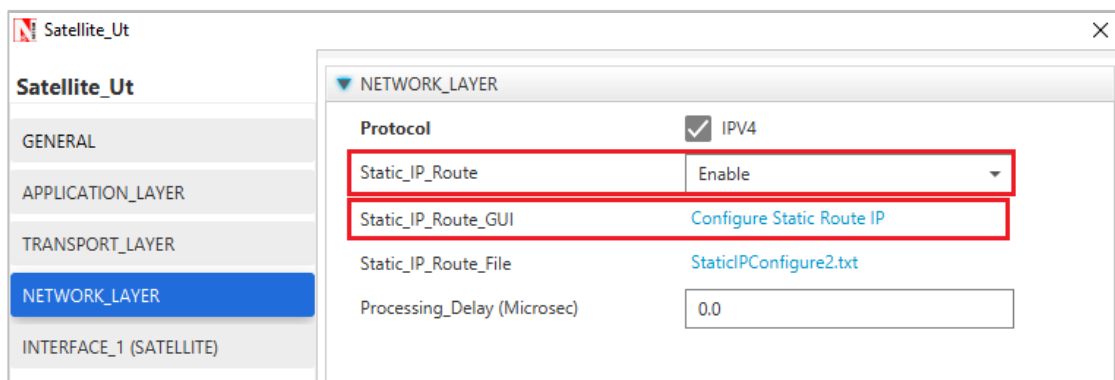 Satellite_Ut
Satellite_Ut
GENERAL
APPLICATION_LAYER
TRANSPORT_LAYER
NETWORK_LAYER
INTERFACE_1 (SATELLITE)
NETWORK_LAYER
Protocol IPV4
Static_IP_Route Enable
Static_IP_Route_GUI Configure Static Route IP
Static_IP_Route_File StaticIPConfigure2.txt
Processing_Delay (Microsec) 0.0